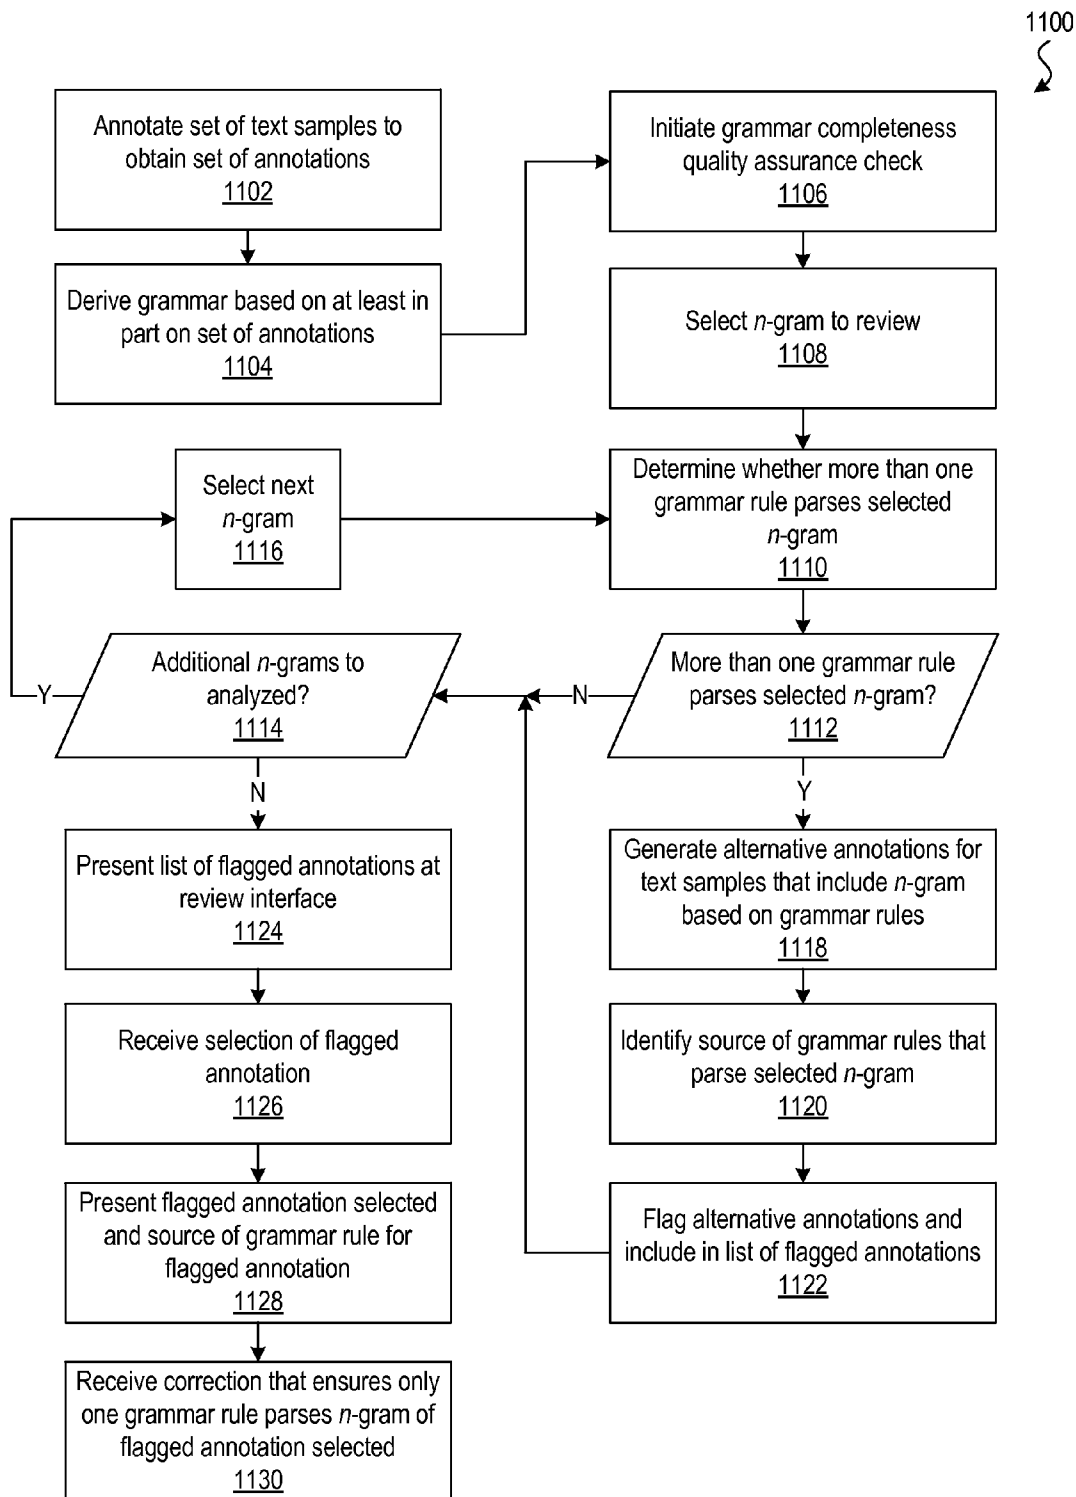 1100
Annotate set of text samples to
obtain set of annotations
1102
Derive grammar based on at least in
part on set of annotations
1104
Initiate grammar completeness
quality assurance check
1106
Select n-gram to review
1108
Determine whether more than one
grammar rule parses selected
n-gram
1110
Select next
n-gram
1116
More than one grammar rule
parses selected n-gram?
1112
N
Additional n-grams to
analyzed?
1114
Y
N
Y
Generate alternative annotations for
text samples that include n-gram
based on grammar rules
1118
Identify source of grammar rules that
parse selected n-gram
1120
Flag alternative annotations and
include in list of flagged annotations
1122
Present list of flagged annotations at
review interface
1124
Receive selection of flagged
annotation
1126
Present flagged annotation selected
and source of grammar rule for
flagged annotation
1128
Receive correction that ensures only
one grammar rule parses n-gram of
flagged annotation selected
1130